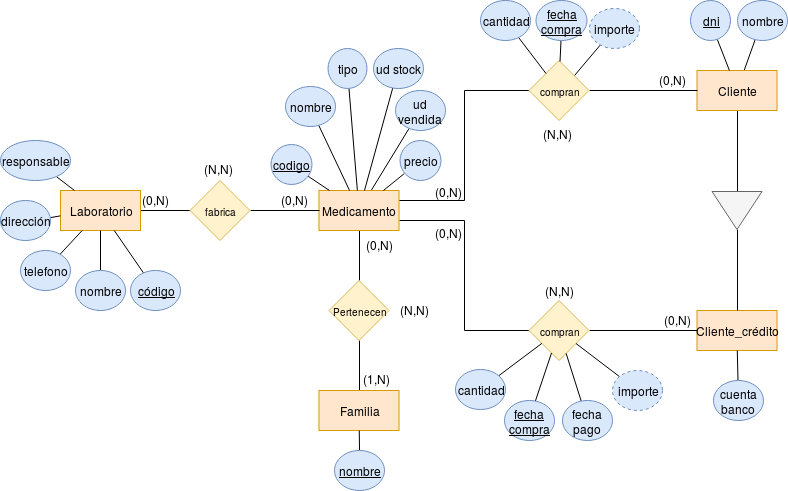 cantidad
fecha
compra
importe
dni
nombre
tipo
ud stock
compran
(0,N)
Cliente
nombre
ud
vendida
(N,N)
responsable
(N,N)
codigo
precio
Laboratorio
(0,N)
fabrica
(0,N)
Medicamento
(0,N)
dirección
(0,N)
(0,N)
telefono
nombre
código
Pertenecen
(N,N)
(N,N)
compran
(0,N)
Cliente_crédito
(1,N)
cantidad
importe
Familia
fecha
compra
fecha
pago
cuenta
banco
nombre